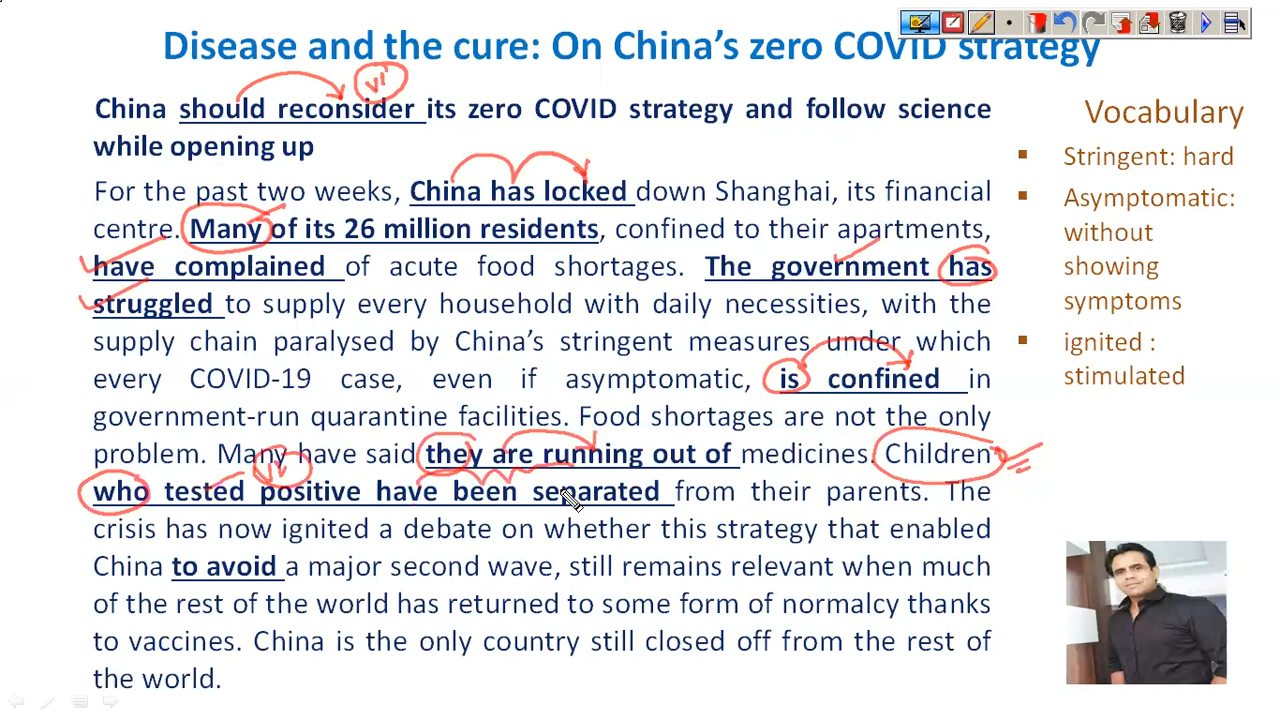 Disease and the cure: On China's zero COVID strategy
V1
China should reconsider its zero COVID strategy and follow science
while opening up
For the past two weeks, China has locked down Shanghai, its financial
centre. Many of its 26 million residents, confined to their apartments,
have complained of acute food shortages. The government has
struggled to supply every household with daily necessities, with the
supply chain paralysed by China's stringent measures under which
every COVID-19 case, even if asymptomatic, is confined in
government-run quarantine facilities. Food shortages are not the only
problem. Many have said they are running out of medicines. Children
who tested positive have been separated from their parents. The
crisis has now ignited a debate on whether this strategy that enabled
China to avoid a major second wave, still remains relevant when much
of the rest of the world has returned to some form of normalcy thanks
to vaccines. China is the only country still closed off from the rest of
the world.
Vocabulary
Stringent: hard
Asymptomatic:
without
showing
symptoms
ignited :
stimulated